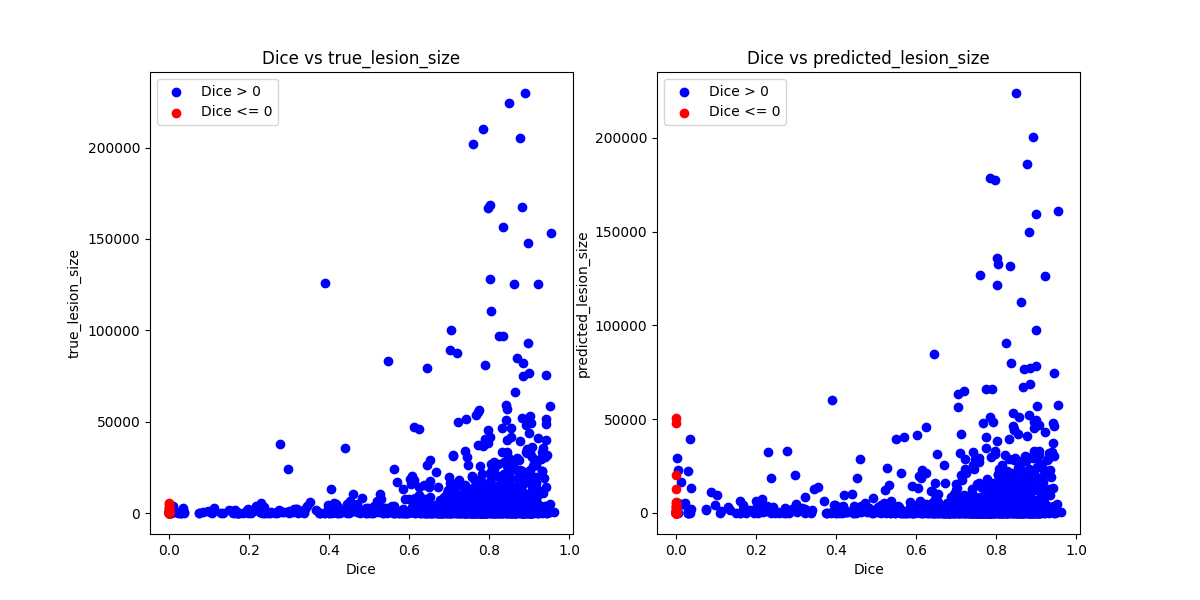 Dice vs true_lesion_size
Dice > 0
Dice <= 0
true_lesion_size
200000
150000
100000
50000
0
0.0 0.2 0.4 0.6 0.8 1.0
Dice
Dice vs predicted_lesion_size
Dice > 0
Dice <= 0
predicted_lesion_size
200000
150000
100000
50000
0
0.0 0.2 0.4 0.6 0.8 1.0
Dice